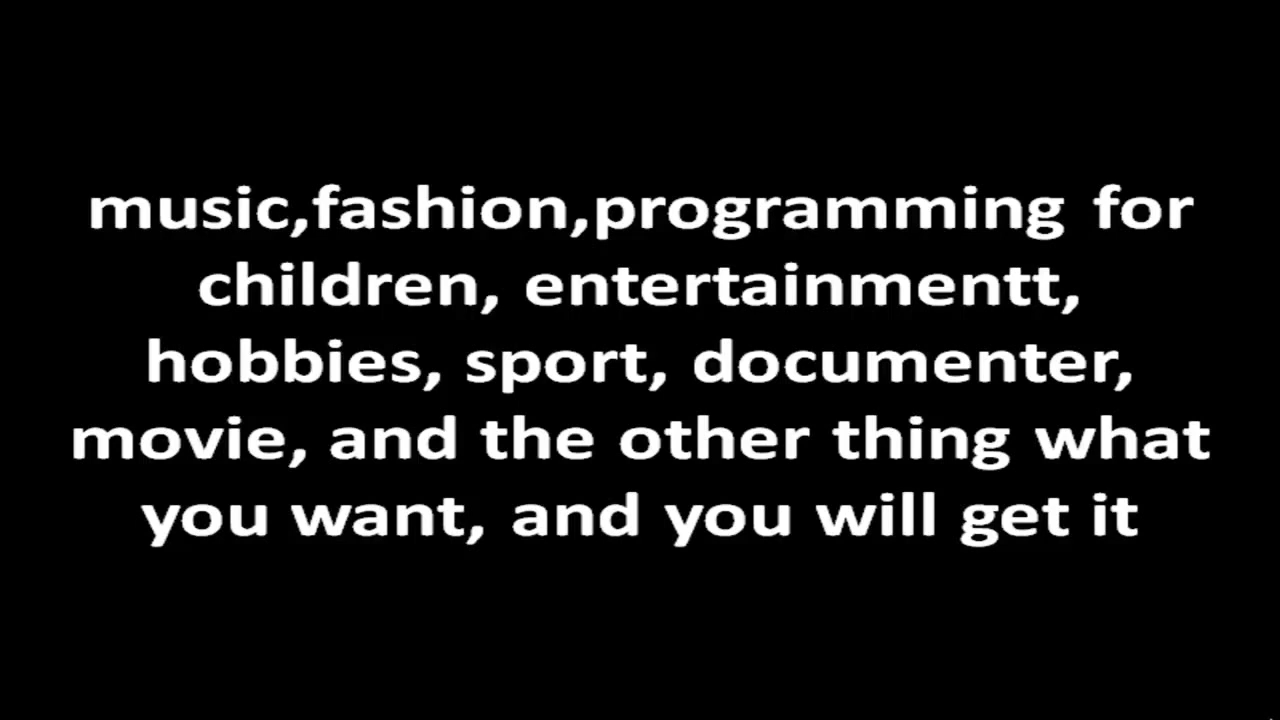 music,fashion,programming for
children, entertainmentt,
hobbies, sport, documenter,
movie, and the other thing what
you want, and you will get it